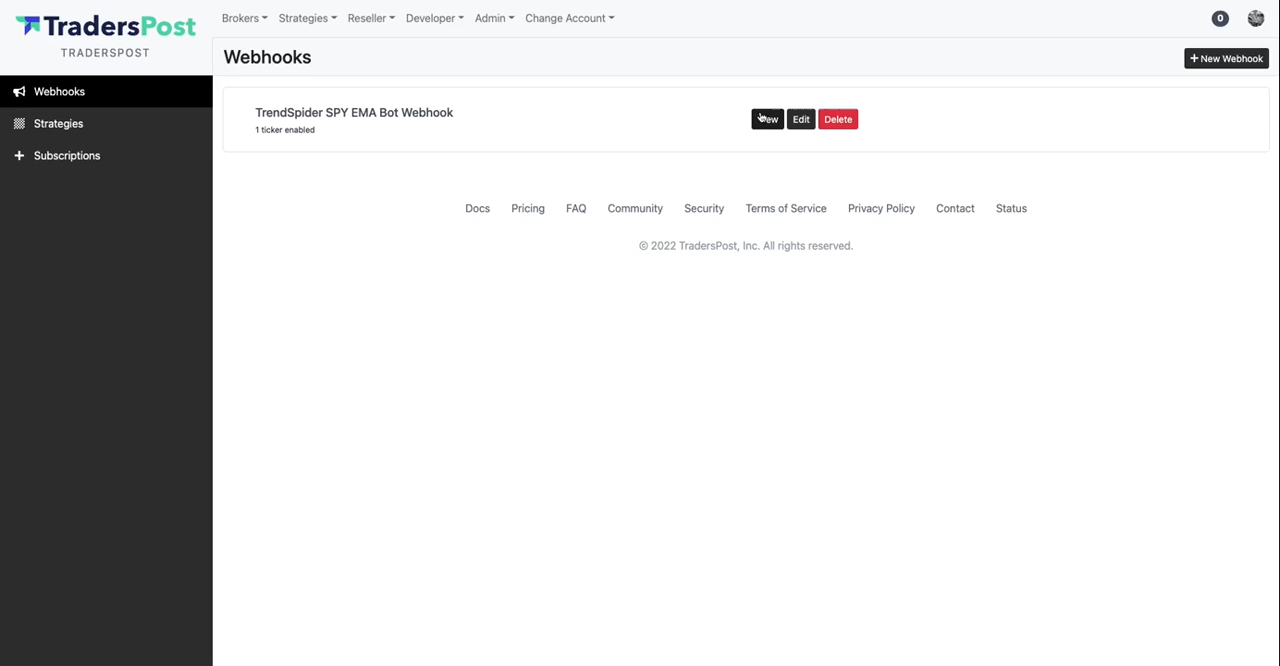 TradersPost
TRADERSPOST
Brokers Strategies Reseller Developer Admin Change Account
0
Webhooks
+ New Webhook
Webhooks
Strategies
Subscriptions
TrendSpider SPY EMA Bot Webhook
1 ticker enabled
Edit Delete
Docs Pricing FAQ Community Security Terms of Service Privacy Policy Contact Status
© 2022 TradersPost, Inc. All rights reserved.